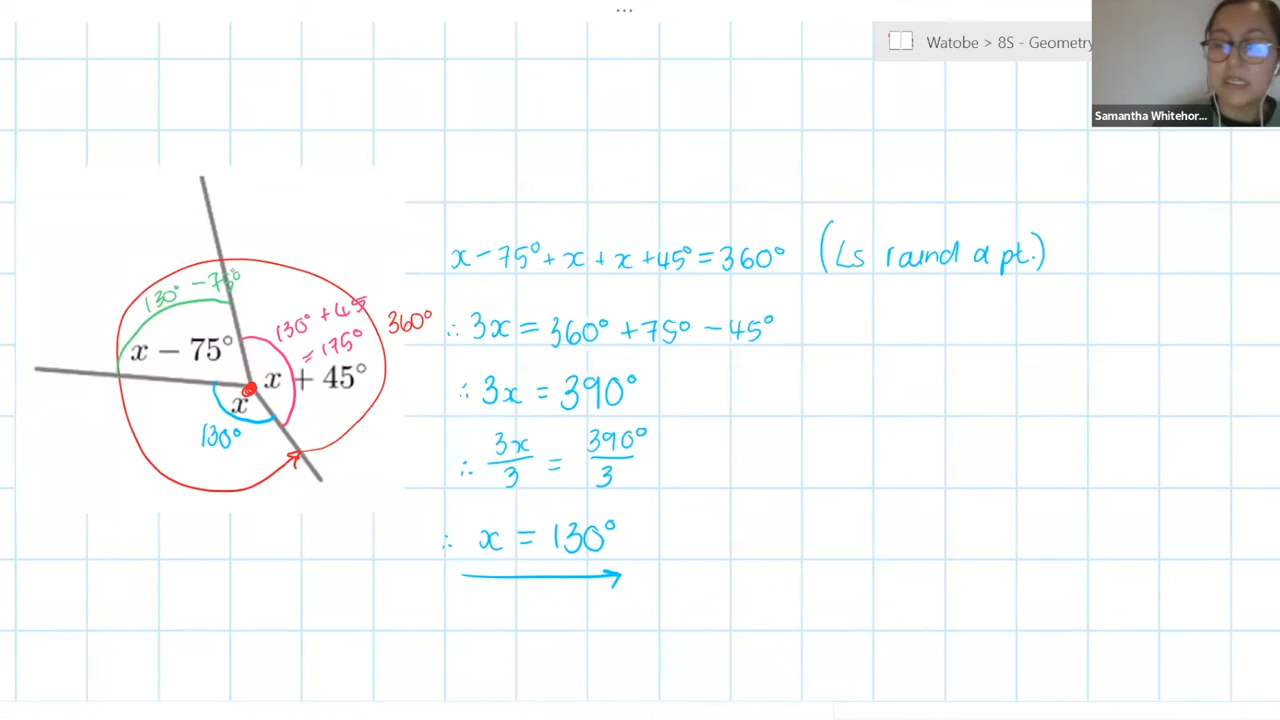 ...
Watobe > 8S - Geometry
Samantha Whitehor...
x - 75° + x + x + 45° = 360° (∠s round a pt.)
∴ 3x = 360° + 75° - 45°
∴ 3x = 390°
∴ 3x/3 = 390°/3
∴ x = 130°
130° - 75°
x − 75°
130° + 45
= 175°
360°
x + 45°
x
130°